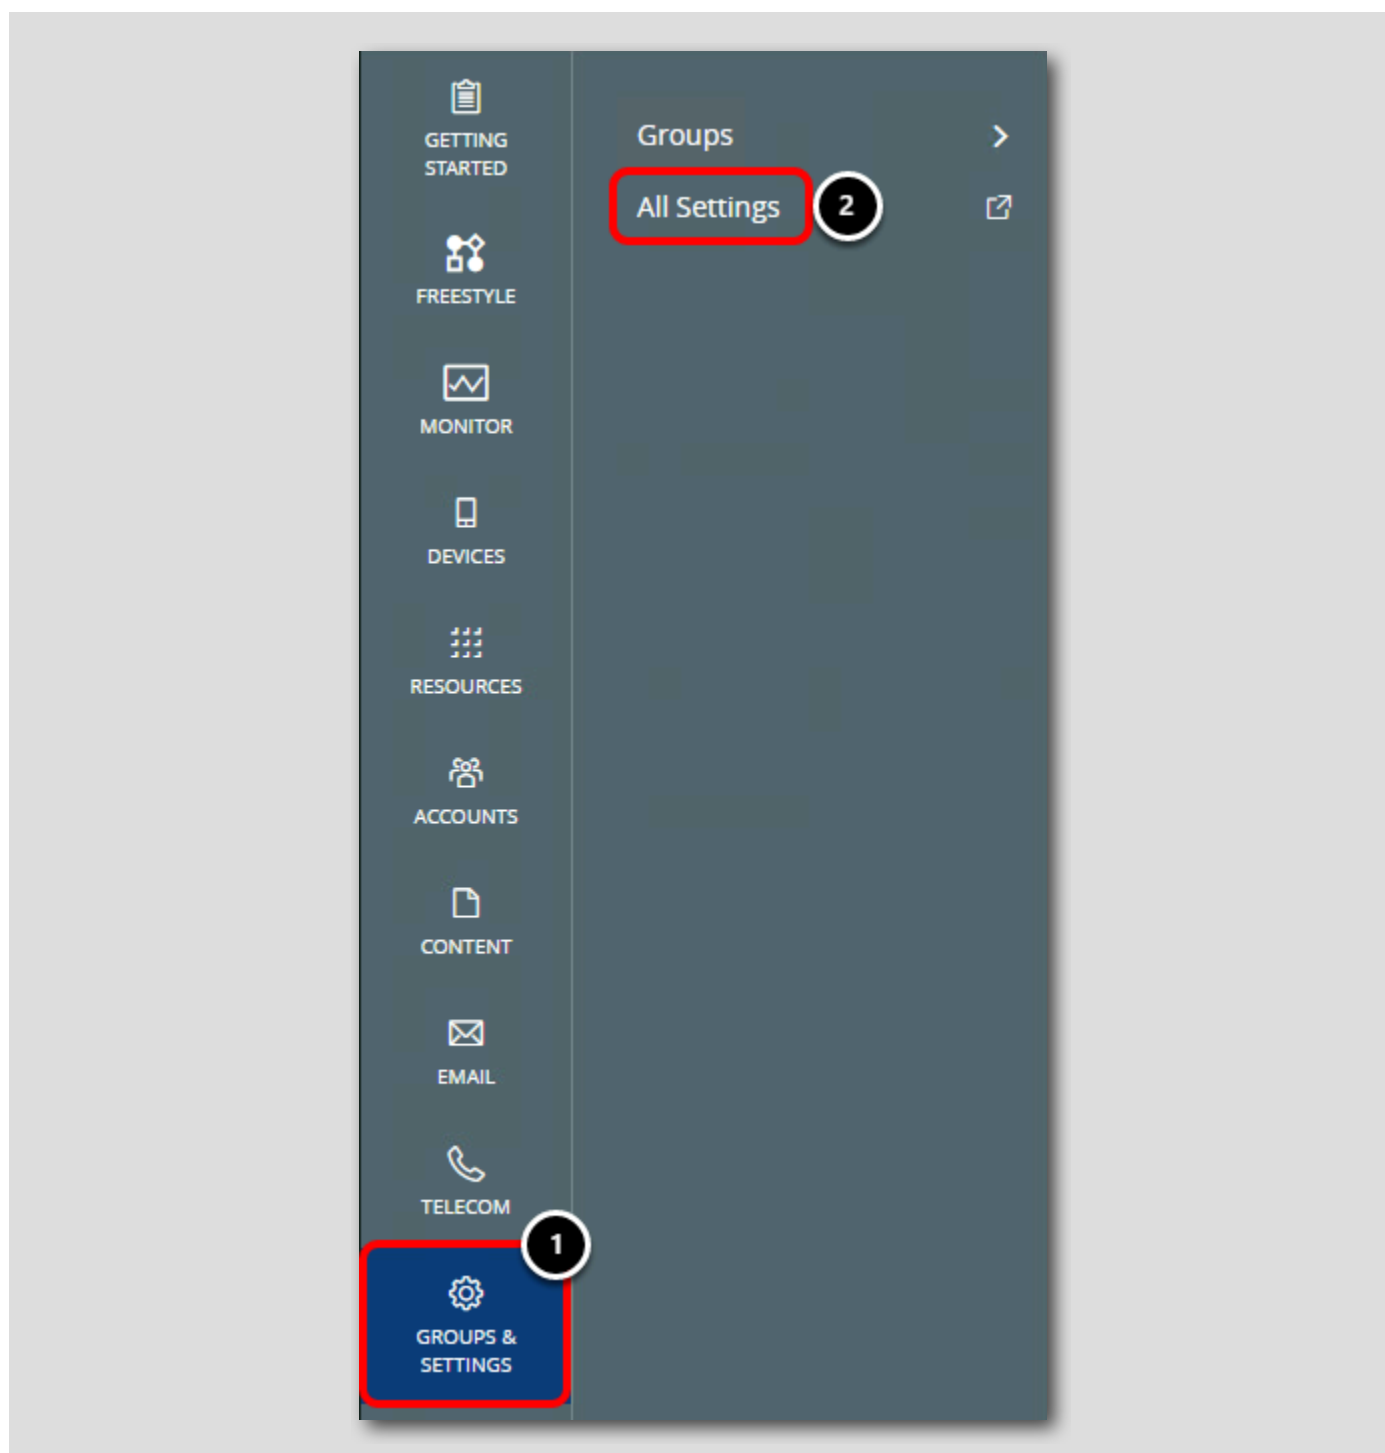 GETTING
STARTED
FREESTYLE
MONITOR
DEVICES
RESOURCES
ACCOUNTS
CONTENT
EMAIL
TELECOM
1
GROUPS &
SETTINGS
Groups
All Settings 2